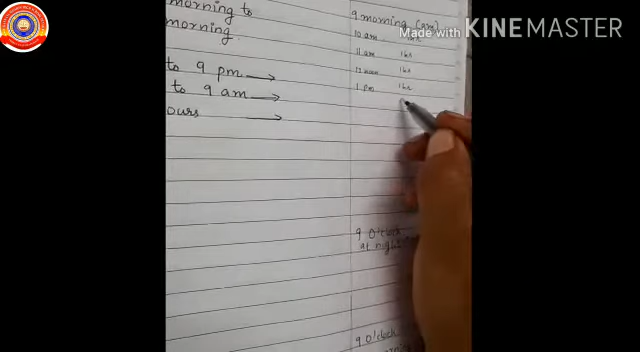 morning to
morning.
to 9 pm →
to 9 am →
ours →
9 morning (am)
10 am 1hr
11 am 1hr
12 noon 1hr
1 pm 1hr
9 O'clock
at night
9 O'clock
Made with KINEMASTER